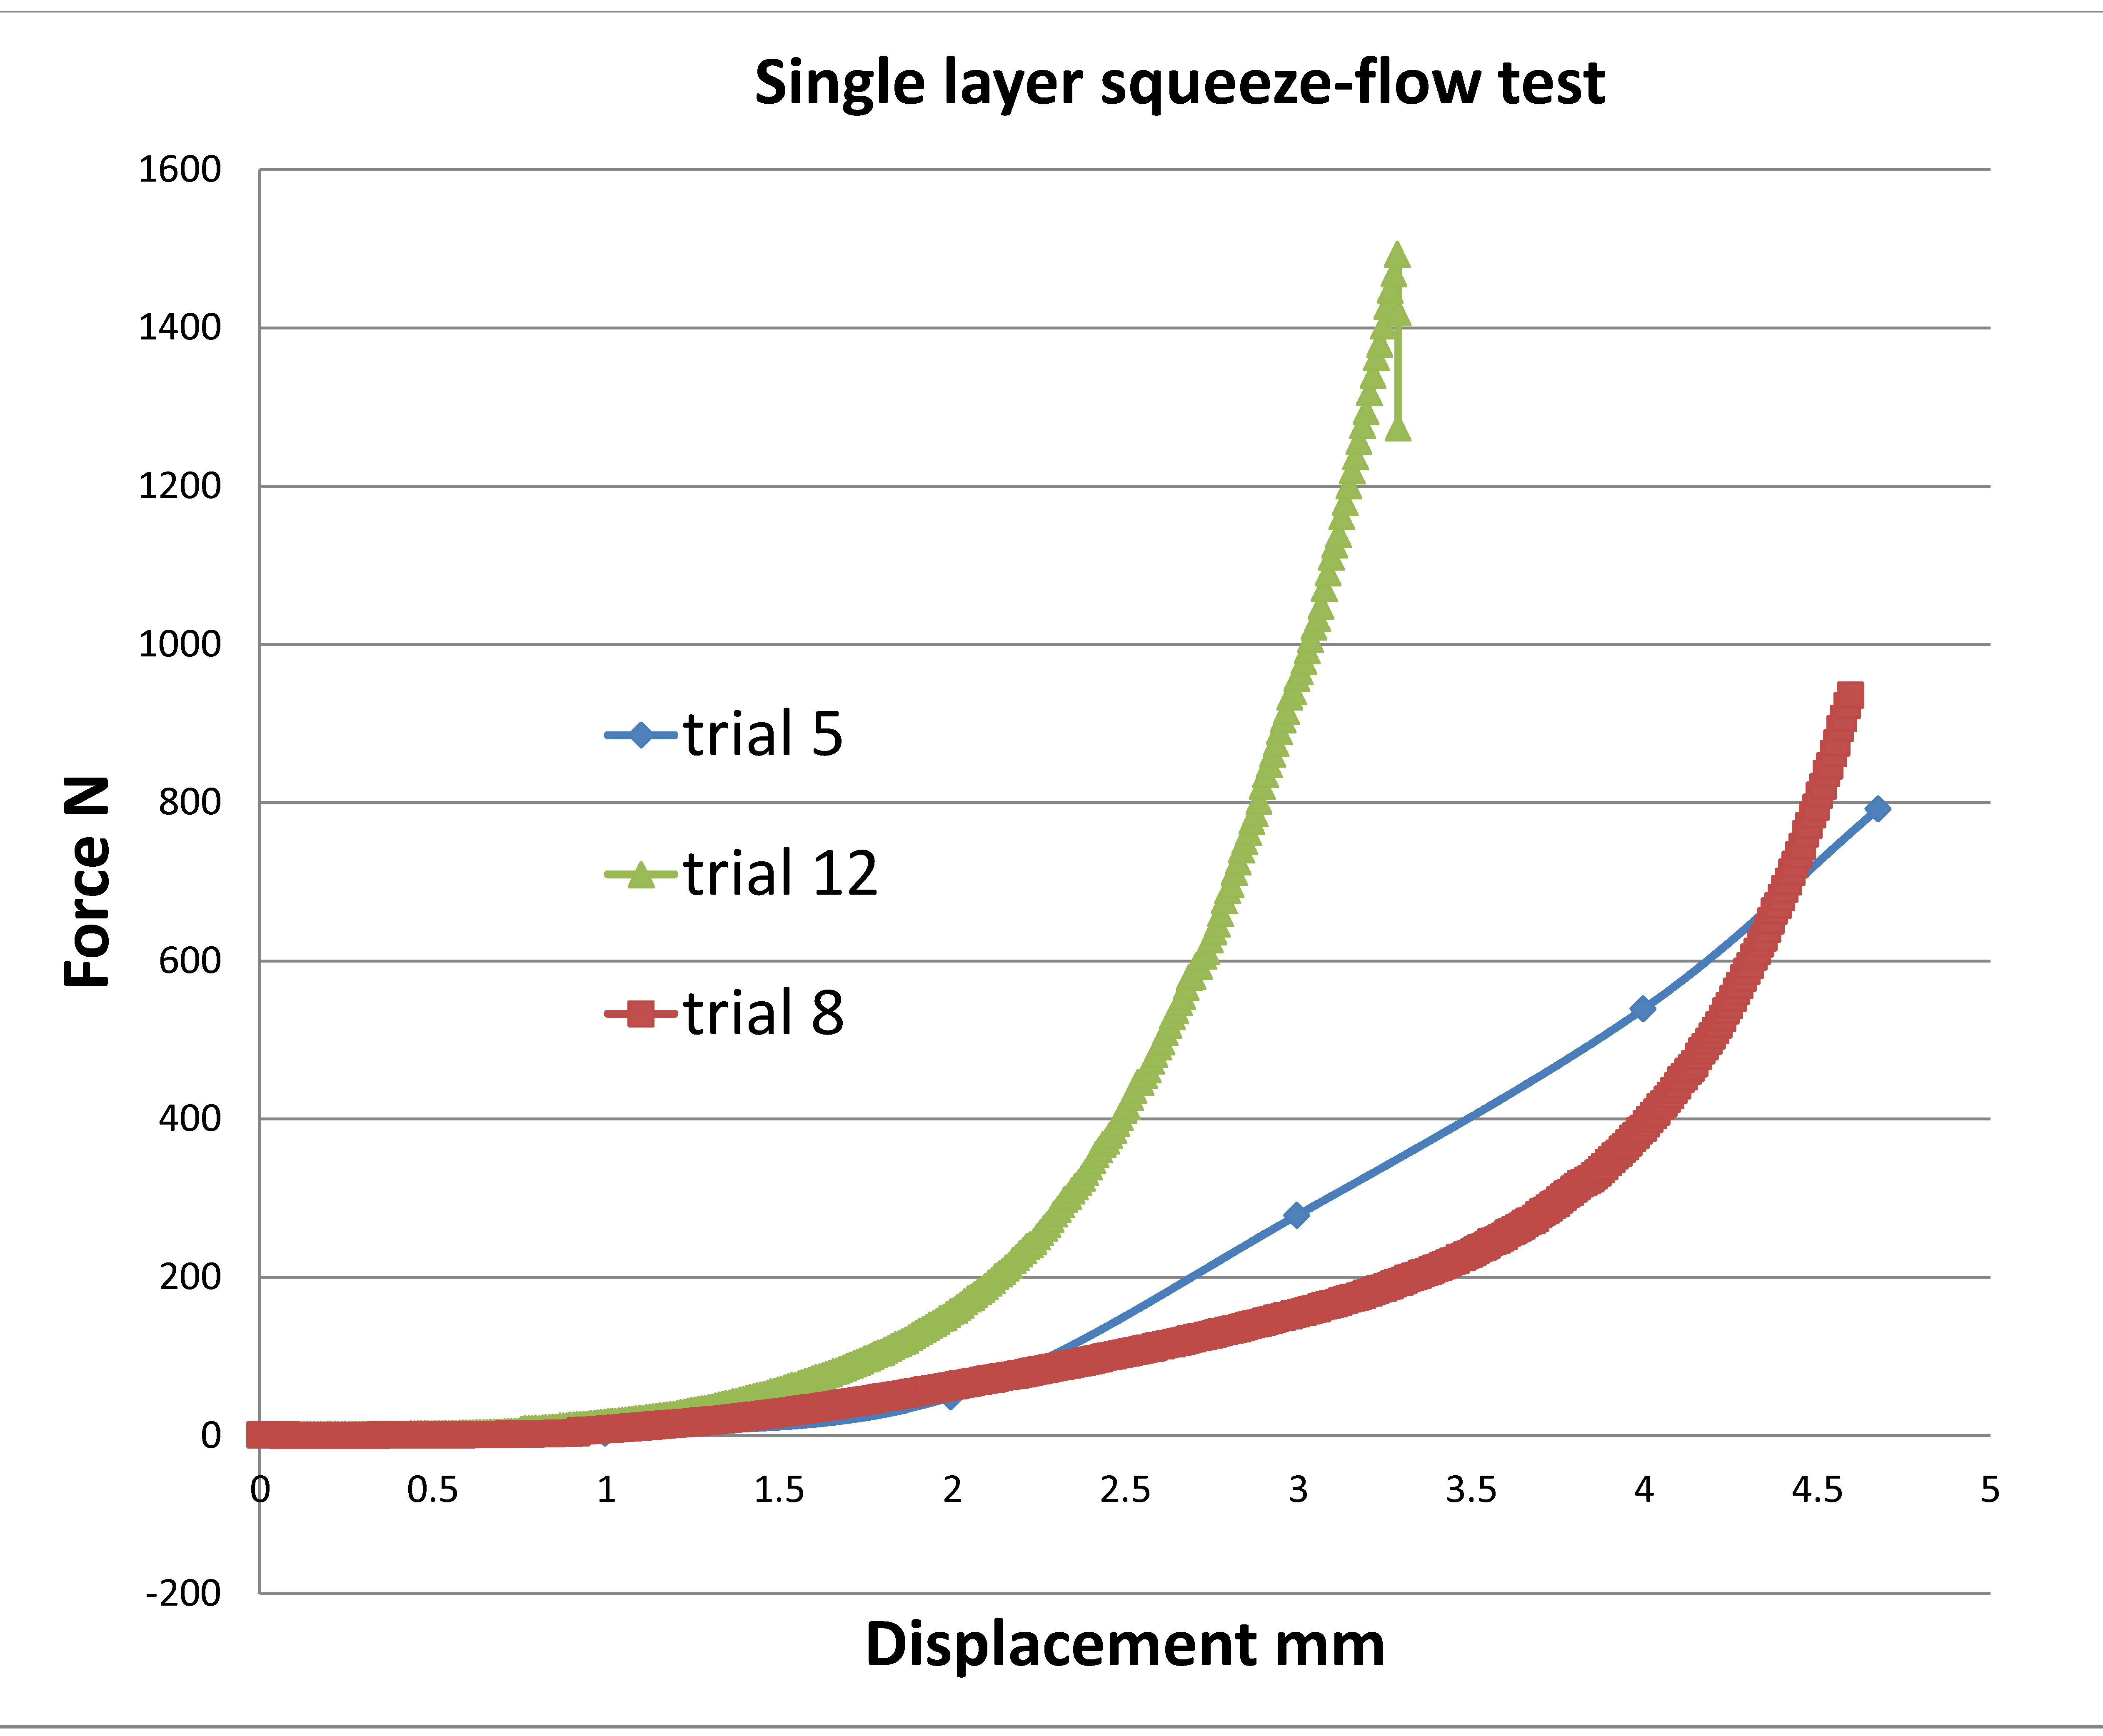 Single layer squeeze-flow test
1600
1400
1200
1000
800
600
400
200
0
-200
Force N
trial 5
trial 12
trial 8
0 0.5 1 1.5 2 2.5 3 3.5 4 4.5 5
Displacement mm